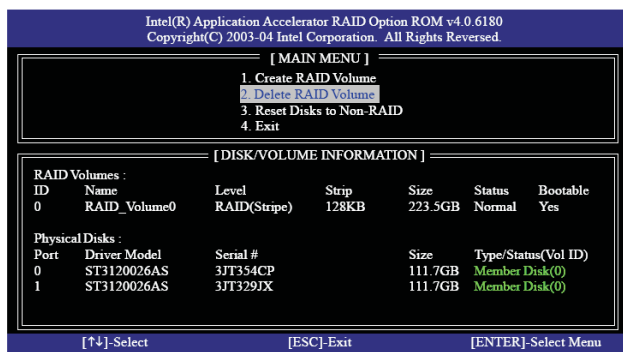 Intel(R) Application Accelerator RAID Option ROM v4.0.6180
Copyright(C) 2003-04 Intel Corporation. All Rights Reversed.
[ MAIN MENU ]
1. Create RAID Volume
2. Delete RAID Volume
3. Reset Disks to Non-RAID
4. Exit
[ DISK/VOLUME INFORMATION ]
RAID Volumes :
ID Name Level Strip Size Status Bootable
0 RAID_Volume0 RAID(Stripe) 128KB 223.5GB Normal Yes
Physical Disks :
Port Driver Model Serial # Size Type/Status(Vol ID)
0 ST3120026AS 3JT354CP 111.7GB Member Disk(0)
1 ST3120026AS 3JT329JX 111.7GB Member Disk(0)
[↑↓]-Select [ESC]-Exit [ENTER]-Select Menu